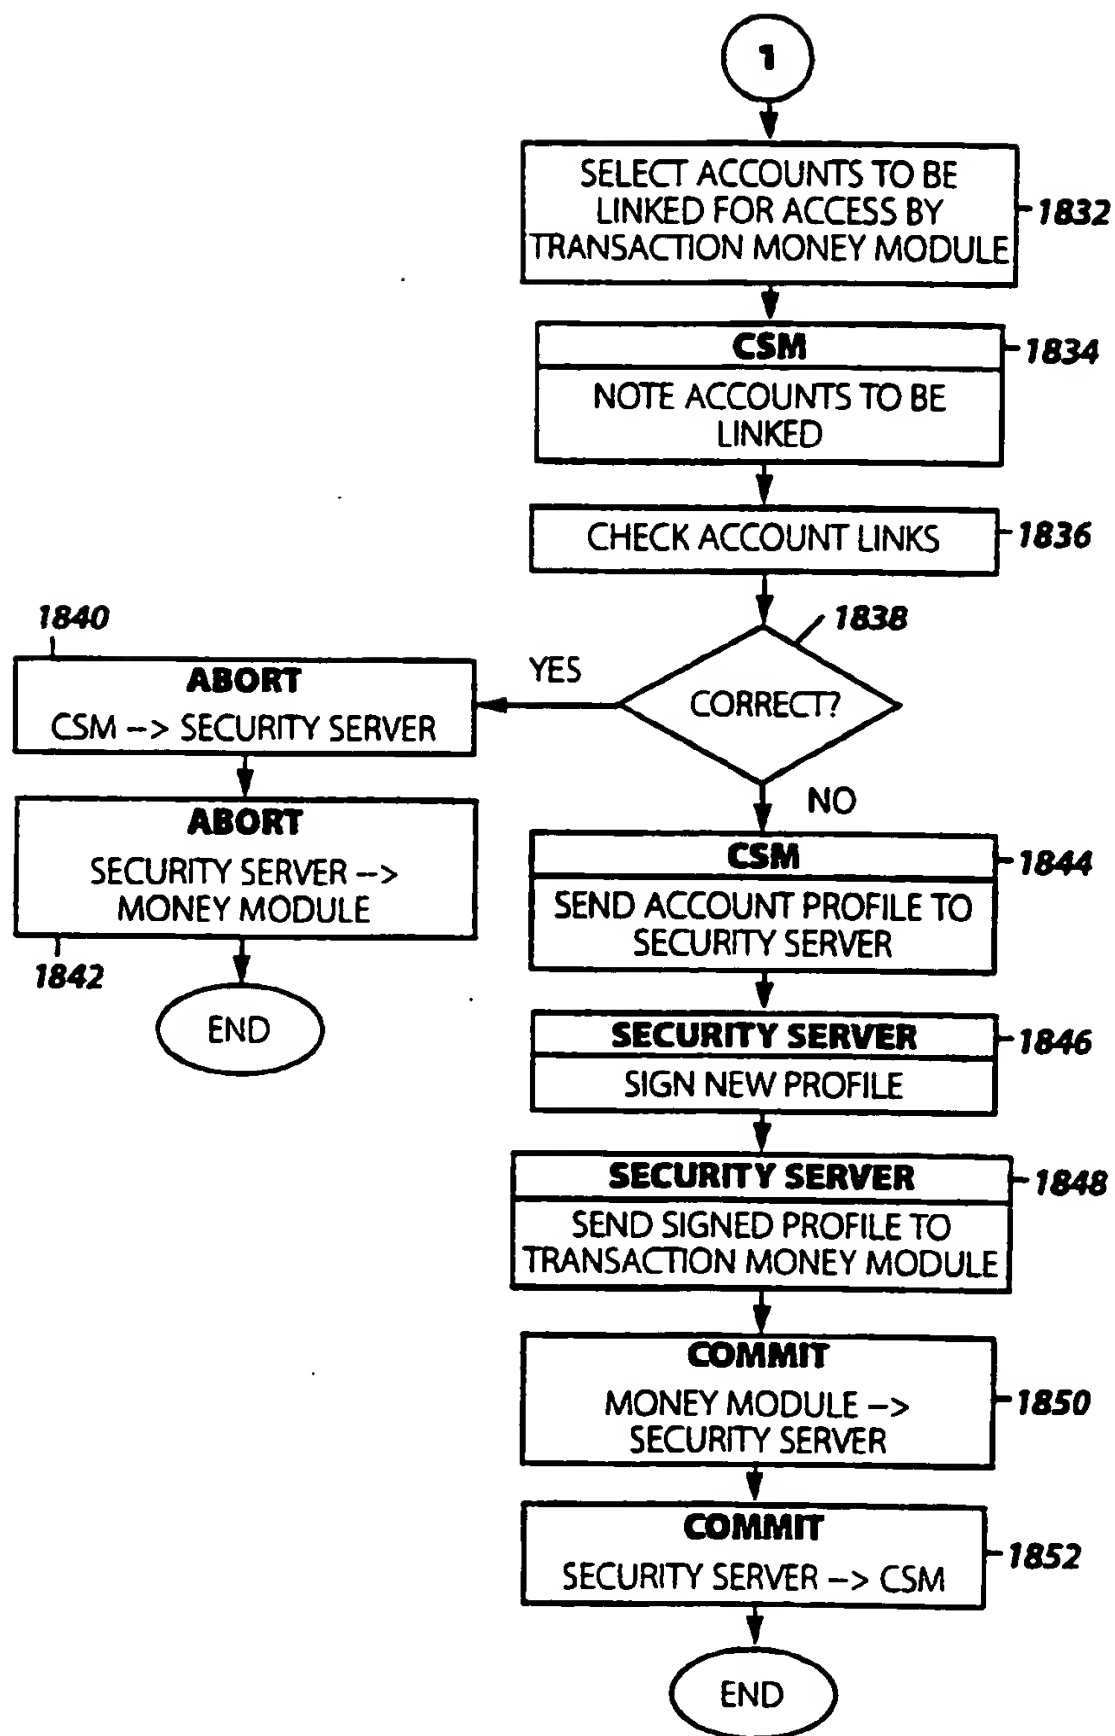 1
SELECT ACCOUNTS TO BE
LINKED FOR ACCESS BY
TRANSACTION MONEY MODULE
1832
CSM
1834
NOTE ACCOUNTS TO BE
LINKED
CHECK ACCOUNT LINKS
1836
1838
CORRECT?
YES
1840
ABORT
CSM –> SECURITY SERVER
ABORT
SECURITY SERVER –>
MONEY MODULE
1842
END
NO
CSM
1844
SEND ACCOUNT PROFILE TO
SECURITY SERVER
SECURITY SERVER
1846
SIGN NEW PROFILE
SECURITY SERVER
1848
SEND SIGNED PROFILE TO
TRANSACTION MONEY MODULE
COMMIT
MONEY MODULE –>
SECURITY SERVER
1850
COMMIT
SECURITY SERVER –> CSM
1852
END